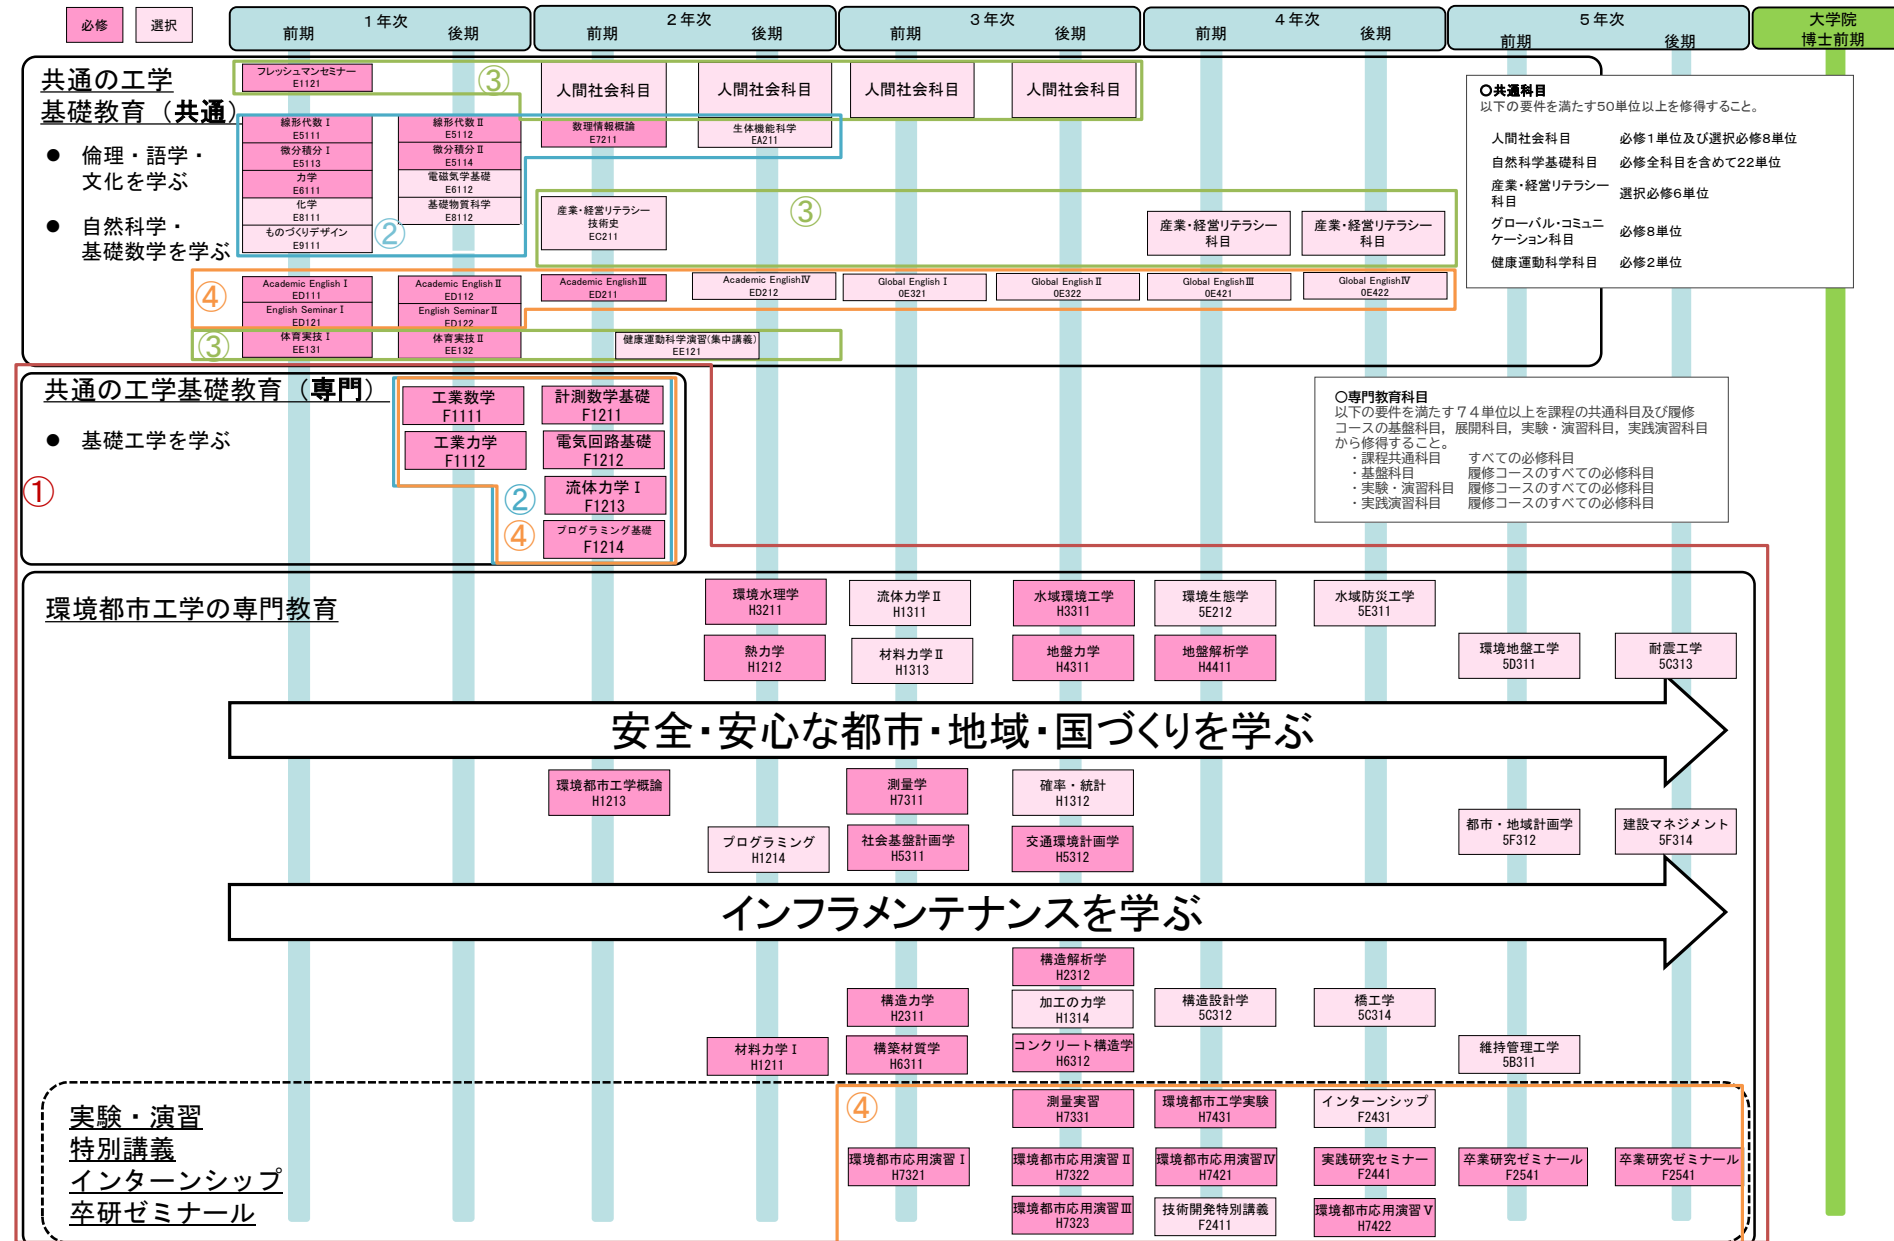 必修
選択
1年次
前期
後期
2年次
前期
後期
3年次
前期
後期
4年次
前期
後期
5年次
前期
後期
大学院
博士前期
共通の工学
基礎教育（共通）
● 倫理・語学・
文化を学ぶ
● 自然科学・
基礎数学を学ぶ
フレッシュマンセミナー
E1121
③
人間社会科目
人間社会科目
人間社会科目
人間社会科目
線形代数Ⅰ
E5111
線形代数Ⅱ
E5112
数理情報概論
E7211
生体機能科学
EA211
微分積分Ⅰ
E5113
微分積分Ⅱ
E5114
力学
E6111
電磁気学基礎
E6112
化学
E8111
基礎物質科学
E8112
ものづくりデザイン
E9111
②
産業・経営リテラシー
技術史
EC211
③
産業・経営リテラシー
科目
産業・経営リテラシー
科目
④
Academic EnglishⅠ
ED111
Academic EnglishⅡ
ED112
Academic EnglishⅢ
ED211
Academic EnglishⅣ
ED212
Global EnglishⅠ
0E321
Global EnglishⅡ
0E322
Global EnglishⅢ
0E421
Global EnglishⅣ
0E422
English SeminarⅠ
ED121
English SeminarⅡ
ED122
③
体育実技Ⅰ
EE131
体育実技Ⅱ
EE132
健康運動科学演習(集中講義)
EE121
○共通科目
以下の要件を満たす50単位以上を修得すること。
人間社会科目 必修1単位及び選択必修8単位
自然科学基礎科目 必修全科目を含めて22単位
産業・経営リテラシー
科目 選択必修6単位
グローバル・コミュニ
ケーション科目 必修8単位
健康運動科学科目 必修2単位
共通の工学基礎教育（専門）
● 基礎工学を学ぶ
①
工業数学
F1111
計測数学基礎
F1211
工業力学
F1112
電気回路基礎
F1212
②
流体力学Ⅰ
F1213
④
プログラミング基礎
F1214
○専門教育科目
以下の要件を満たす７４単位以上を課程の共通科目及び履修
コースの基盤科目，展開科目，実験・演習科目，実践演習科目
から修得すること。
・課程共通科目 すべての必修科目
・基盤科目 履修コースのすべての必修科目
・実験・演習科目 履修コースのすべての必修科目
・実践演習科目 履修コースのすべての必修科目
環境都市工学の専門教育
環境水理学
H3211
流体力学Ⅱ
H1311
水域環境工学
H3311
環境生態学
5E212
水域防災工学
5E311
熱力学
H1212
材料力学Ⅱ
H1313
地盤力学
H4311
地盤解析学
H4411
環境地盤工学
5D311
耐震工学
5C313
安全・安心な都市・地域・国づくりを学ぶ
環境都市工学概論
H1213
測量学
H7311
確率・統計
H1312
プログラミング
H1214
社会基盤計画学
H5311
交通環境計画学
H5312
都市・地域計画学
5F312
建設マネジメント
5F314
インフラメンテナンスを学ぶ
構造解析学
H2312
構造力学
H2311
加工の力学
H1314
構造設計学
5C312
橋工学
5C314
材料力学Ⅰ
H1211
構築材質学
H6311
コンクリート構造学
H6312
維持管理工学
5B311
実験・演習
特別講義
インターンシップ
卒研ゼミナール
④
測量実習
H7331
環境都市工学実験
H7431
インターンシップ
F2431
環境都市応用演習Ⅰ
H7321
環境都市応用演習Ⅱ
H7322
環境都市応用演習Ⅳ
H7421
実践研究セミナー
F2441
卒業研究ゼミナール
F2541
卒業研究ゼミナール
F2541
環境都市応用演習Ⅲ
H7323
技術開発特別講義
F2411
環境都市応用演習Ⅴ
H7422